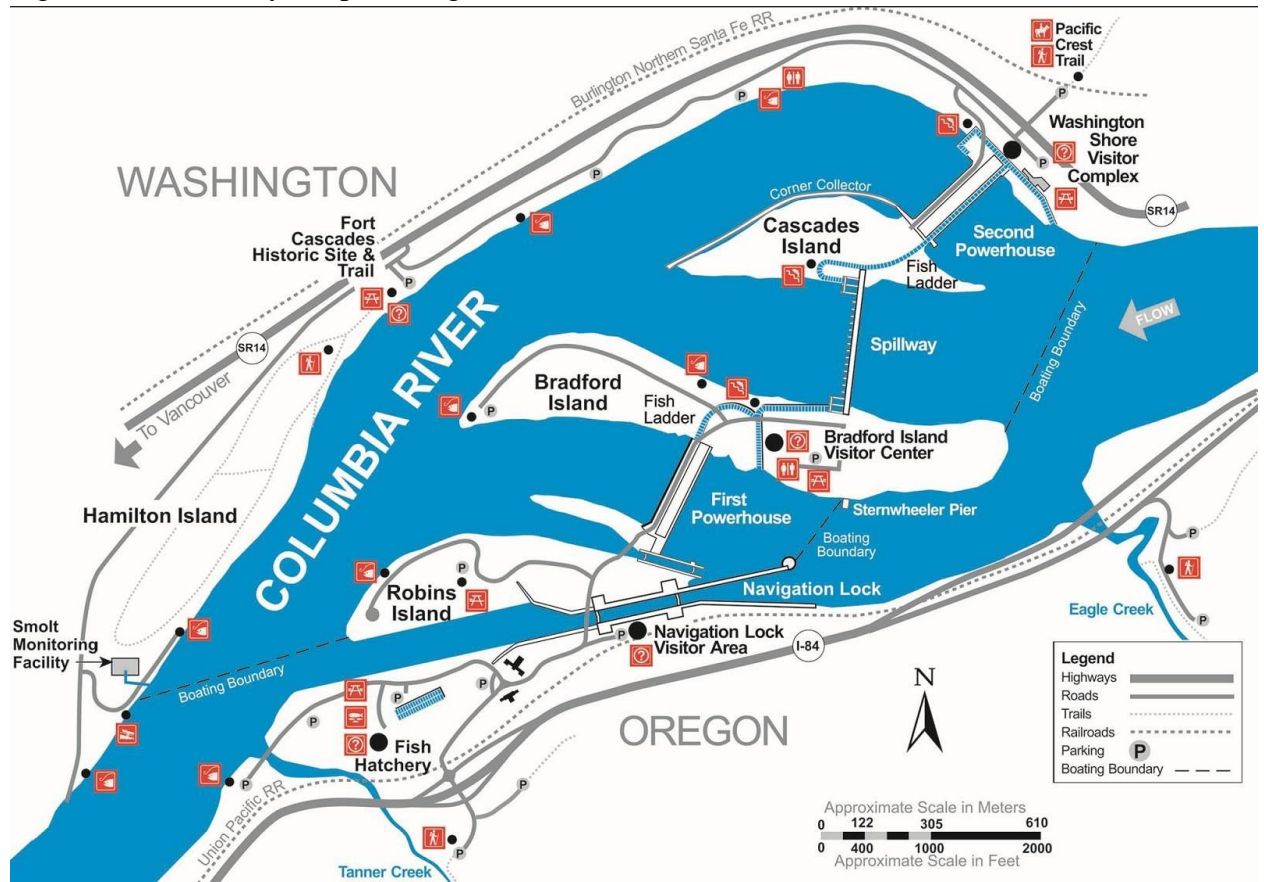 Burlington Northern Santa Fe RR
Pacific
Crest
Trail
P
P
Washington
Shore
Visitor
Complex
P
?
SR14
WASHINGTON
P
Corner Collector
Cascades
Island
Second
Powerhouse
Fish
Ladder
Fort
Cascades
Historic Site &
Trail
P
?
SR14
To Vancouver
COLUMBIA RIVER
FLOW
Boating Boundary
Spillway
Bradford
Island
P
Fish
Ladder
?
Bradford Island
Visitor Center
P
First
Powerhouse
Sternwheeler Pier
Boating
Boundary
Hamilton Island
P
Robins
Island
Navigation Lock
P
Navigation Lock
Visitor Area
?
I-84
Eagle Creek
P
P
Smolt
Monitoring
Facility
Boating Boundary
P
P
P
?
Fish
Hatchery
P
OREGON
N
Union Pacific RR
P
P
Tanner Creek
Legend
Highways
Roads
Trails
Railroads
Parking P
Boating Boundary
Approximate Scale in Meters
0 122 305 610
0 400 1000 2000
Approximate Scale in Feet